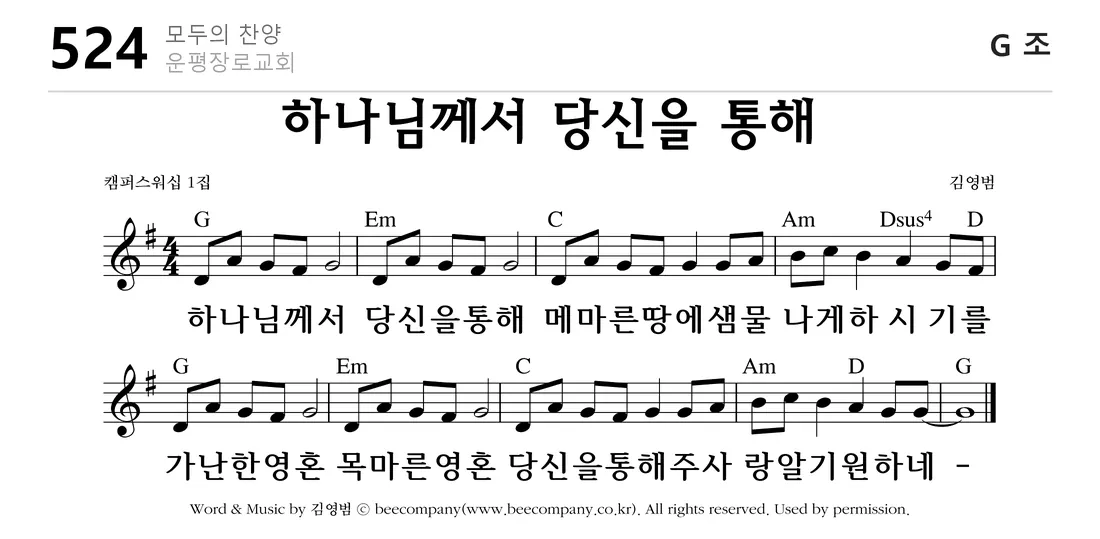 524 모두의 찬양
운평장로교회
G 조
하나님께서 당신을 통해
캠퍼스워십 1집 김영범
G Em C Am Dsus4 D
하나님께서 당신을통해 메마른땅에샘물 나게하 시 기를
G Em C Am D G
가난한영혼 목마른영혼 당신을통해주사 랑알기원하네 -
Word & Music by 김영범 ⓒ beecompany(www.beecompany.co.kr). All rights reserved. Used by permission.